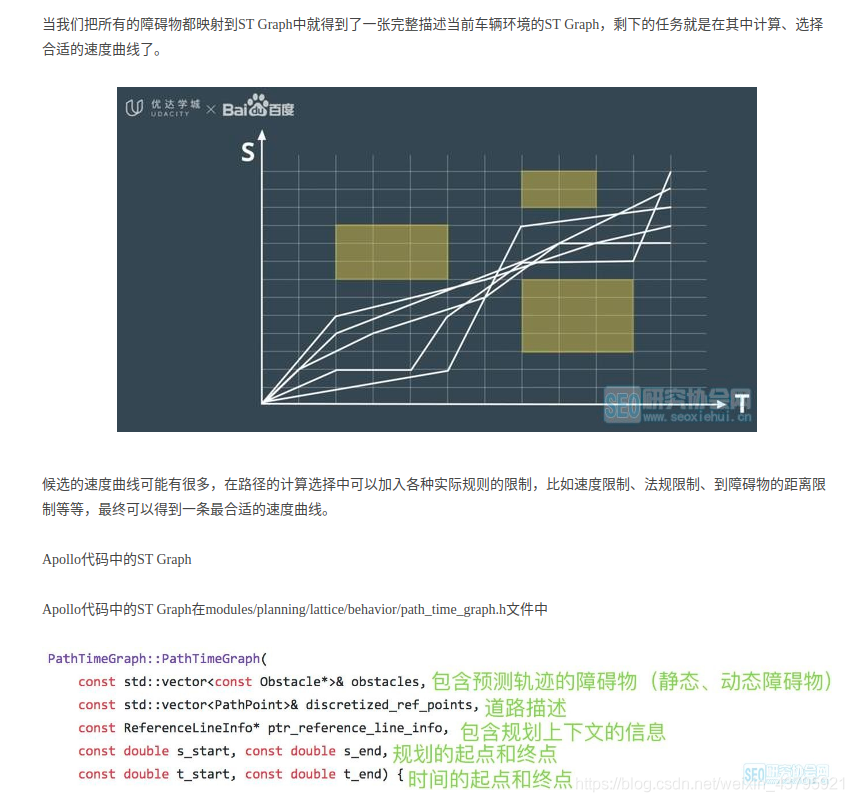 当我们把所有的障碍物都映射到ST Graph中就得到了一张完整描述当前车辆环境的ST Graph，剩下的任务就是在其中计算、选择
合适的速度曲线了。
优达学城
UDACITY
×
Bai du 百度
S
T
SEO研究协会网
www.seoxiehui.cn
候选的速度曲线可能有很多，在路径的计算选择中可以加入各种实际规则的限制，比如速度限制、法规限制、到障碍物的距离限
制等等，最终可以得到一条最合适的速度曲线。
Apollo代码中的ST Graph
Apollo代码中的ST Graph在modules/planning/lattice/behavior/path_time_graph.h文件中
PathTimeGraph::PathTimeGraph(
const std::vector<const Obstacle*>& obstacles, 包含预测轨迹的障碍物（静态、动态障碍物）
const std::vector<PathPoint>& discretized_ref_points, 道路描述
const ReferenceLineInfo* ptr_reference_line_info, 包含规划上下文的信息
const double s_start, const double s_end, 规划的起点和终点
const double t_start, const double t_end) { 时间的起点和终点
SEO研究协会网